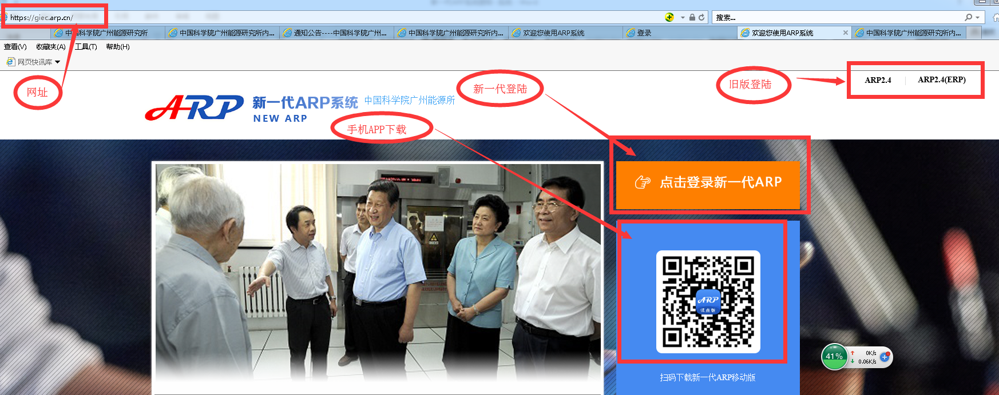 https://giec.arp.cn/
搜索...
中国科学院广州能源研究所
中国科学院广州能源研究所内...
通知公告----中国科学院广州...
中国科学院广州能源研究所内...
欢迎您使用ARP系统
登录
欢迎您使用ARP系统
中国科学院广州能源研究所内...
查看(V) 收藏夹(A) 工具(T) 帮助(H)
网页快讯库
网址
新一代登陆
旧版登陆
ARP2.4
ARP2.4(ERP)
ARP 新一代ARP系统 中国科学院广州能源所
NEW ARP
手机APP下载
点击登录新一代ARP
ARP
试点版
扫码下载新一代ARP移动版
41%
0K/s
0.06K/s